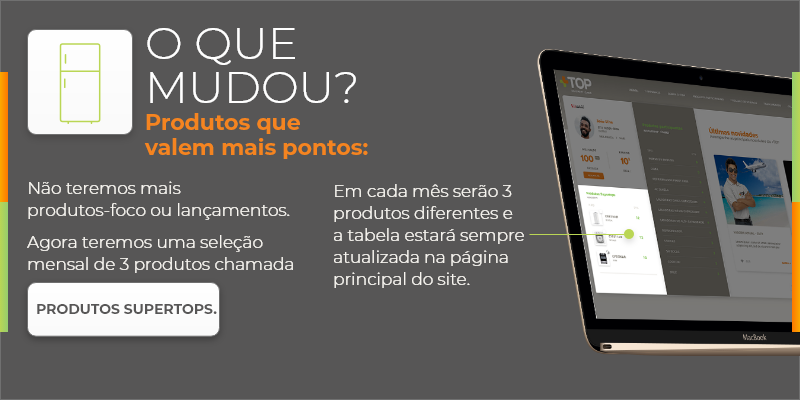 O QUE
MUDOU?
Produtos que
valem mais pontos:
Não teremos mais
produtos-foco ou lançamentos.
Agora teremos uma seleção
mensal de 3 produtos chamada
PRODUTOS SUPERTOPS.
Em cada mês serão 3
produtos diferentes e
a tabela estará sempre
atualizada na página
principal do site.
TOP
Últimas novidades
100
MacBook